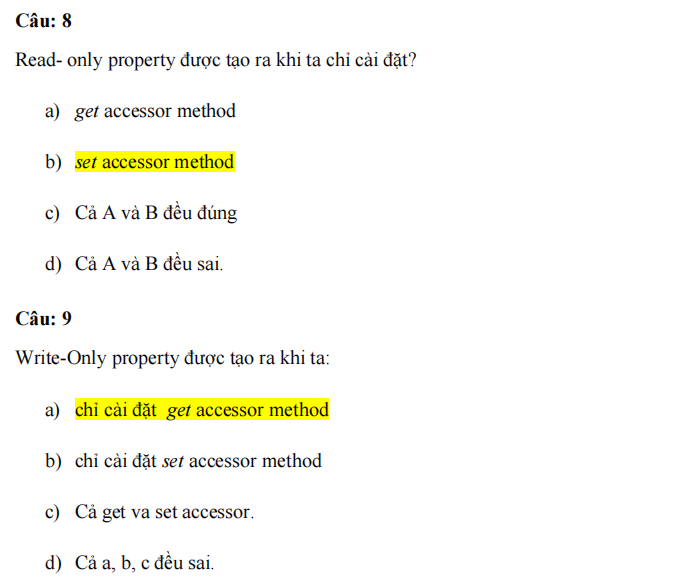 Câu: 8
Read- only property được tạo ra khi ta chỉ cài đặt?
a) get accessor method
b) set accessor method
c) Cả A và B đều đúng
d) Cả A và B đều sai.
Câu: 9
Write-Only property được tạo ra khi ta:
a) chỉ cài đặt get accessor method
b) chỉ cài đặt set accessor method
c) Cả get va set accessor.
d) Cả a, b, c đều sai.